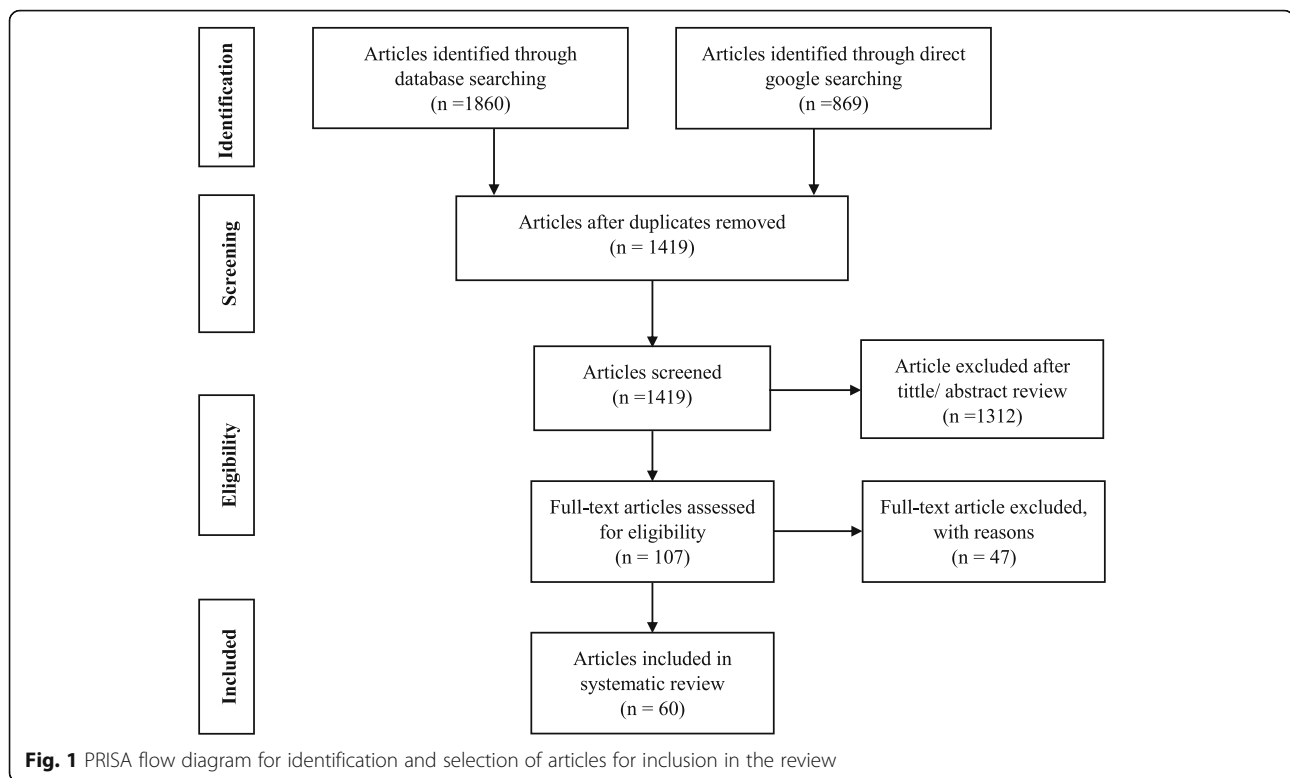 Identification
Articles identified through
database searching
(n =1860)
Articles identified through direct
google searching
(n =869)
Screening
Articles after duplicates removed
(n = 1419)
Articles screened
(n =1419)
Article excluded after
tittle/ abstract review
(n =1312)
Eligibility
Full-text articles assessed
for eligibility
(n = 107)
Full-text article excluded,
with reasons
(n = 47)
Included
Articles included in
systematic review
(n = 60)
Fig. 1 PRISA flow diagram for identification and selection of articles for inclusion in the review